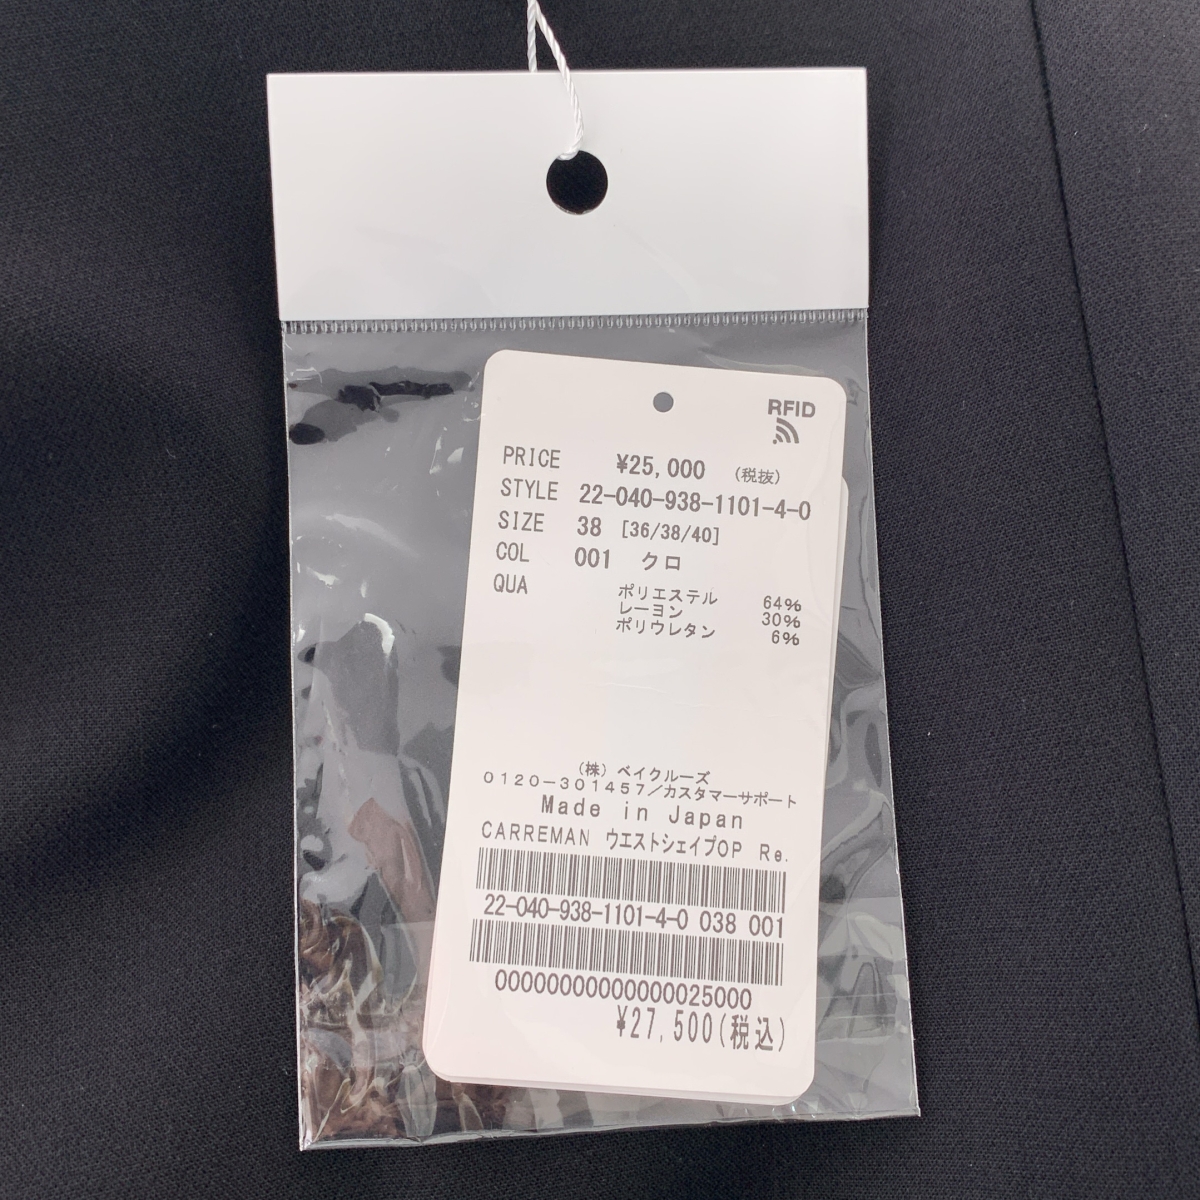 RFID
PRICE ¥25,000 (税抜)
STYLE 22-040-938-1101-4-0
SIZE 38 [36/38/40]
COL 001 クロ
QUA ポリエステル 64%
レーヨン 30%
ポリウレタン 6%
(株)ベイクルーズ
0120-301457/カスタマーサポート
Made in Japan
CARREMAN ウエストシェイプOP Re.
22-040-938-1101-4-0 038 001
00000000000000025000
¥27,500(税込)